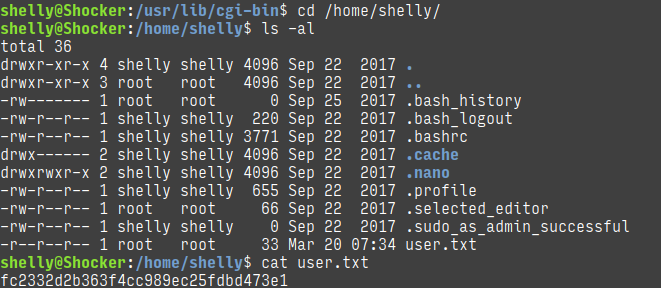 shelly@Shocker:/usr/lib/cgi-bin$ cd /home/shelly/
shelly@Shocker:/home/shelly$ ls -al
total 36
drwxr-xr-x 4 shelly shelly 4096 Sep 22  2017 .
drwxr-xr-x 3 root   root   4096 Sep 22  2017 ..
-rw------- 1 root   root      0 Sep 25  2017 .bash_history
-rw-r--r-- 1 shelly shelly  220 Sep 22  2017 .bash_logout
-rw-r--r-- 1 shelly shelly 3771 Sep 22  2017 .bashrc
drwx------ 2 shelly shelly 4096 Sep 22  2017 .cache
drwxrwxr-x 2 shelly shelly 4096 Sep 22  2017 .nano
-rw-r--r-- 1 shelly shelly  655 Sep 22  2017 .profile
-rw-r--r-- 1 root   root     66 Sep 22  2017 .selected_editor
-rw-r--r-- 1 shelly shelly    0 Sep 22  2017 .sudo_as_admin_successful
-r--r--r-- 1 root   root     33 Mar 20 07:34 user.txt
shelly@Shocker:/home/shelly$ cat user.txt
fc2332d2b363f4cc989ec25fdbd473e1